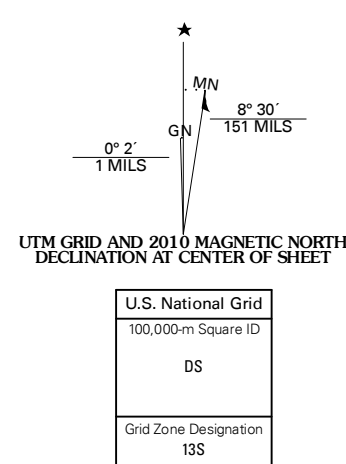 MN
8° 30´
151 MILS
GN
0° 2´
1 MILS
UTM GRID AND 2010 MAGNETIC NORTH
DECLINATION AT CENTER OF SHEET
U.S. National Grid
100,000-m Square ID
DS
Grid Zone Designation
13S